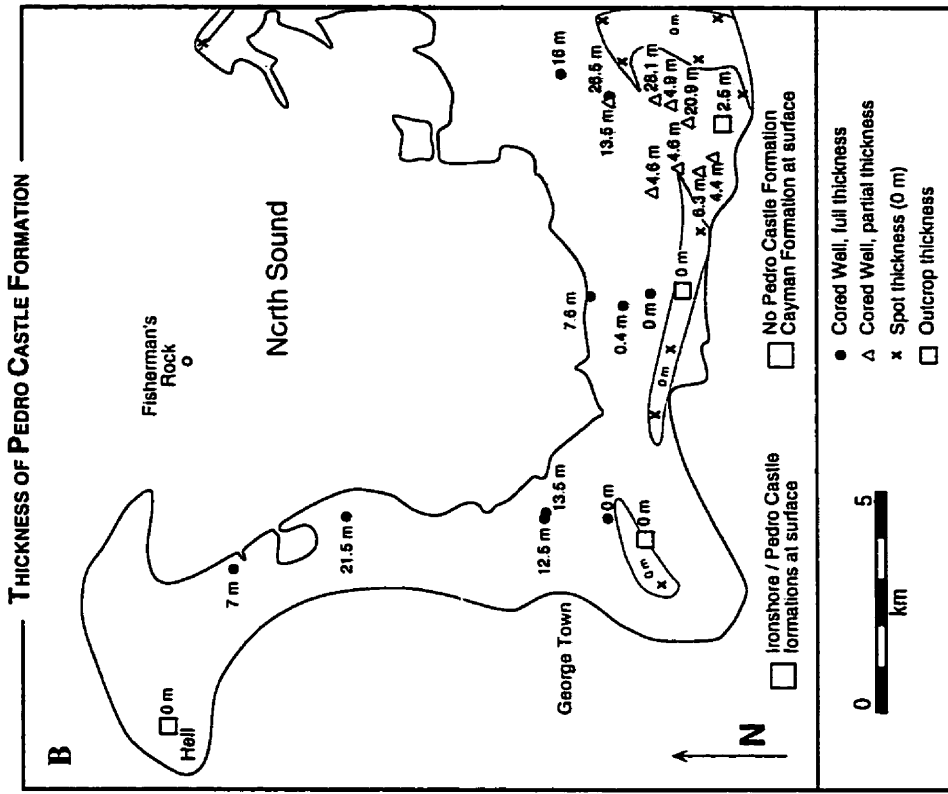 THICKNESS OF PEDRO CASTLE FORMATION
B
Hell
0 m
7 m
Fisherman's
Rock
North Sound
21.5 m
George Town
12.5 m
13.5 m
0 m
0 m
0 m
7.6 m
0.4 m
0 m
0 m
0 m
16 m
26.5 m
13.5 m
28.1 m
4.9 m
20.9 m
2.5 m
4.6 m
4.6 m
6.3 m
4.4 m
0 m
N
Ironshore / Pedro Castle
formations at surface
No Pedro Castle Formation
Cayman Formation at surface
0
5
km
Cored Well, full thickness
Cored Well, partial thickness
Spot thickness (0 m)
Outcrop thickness